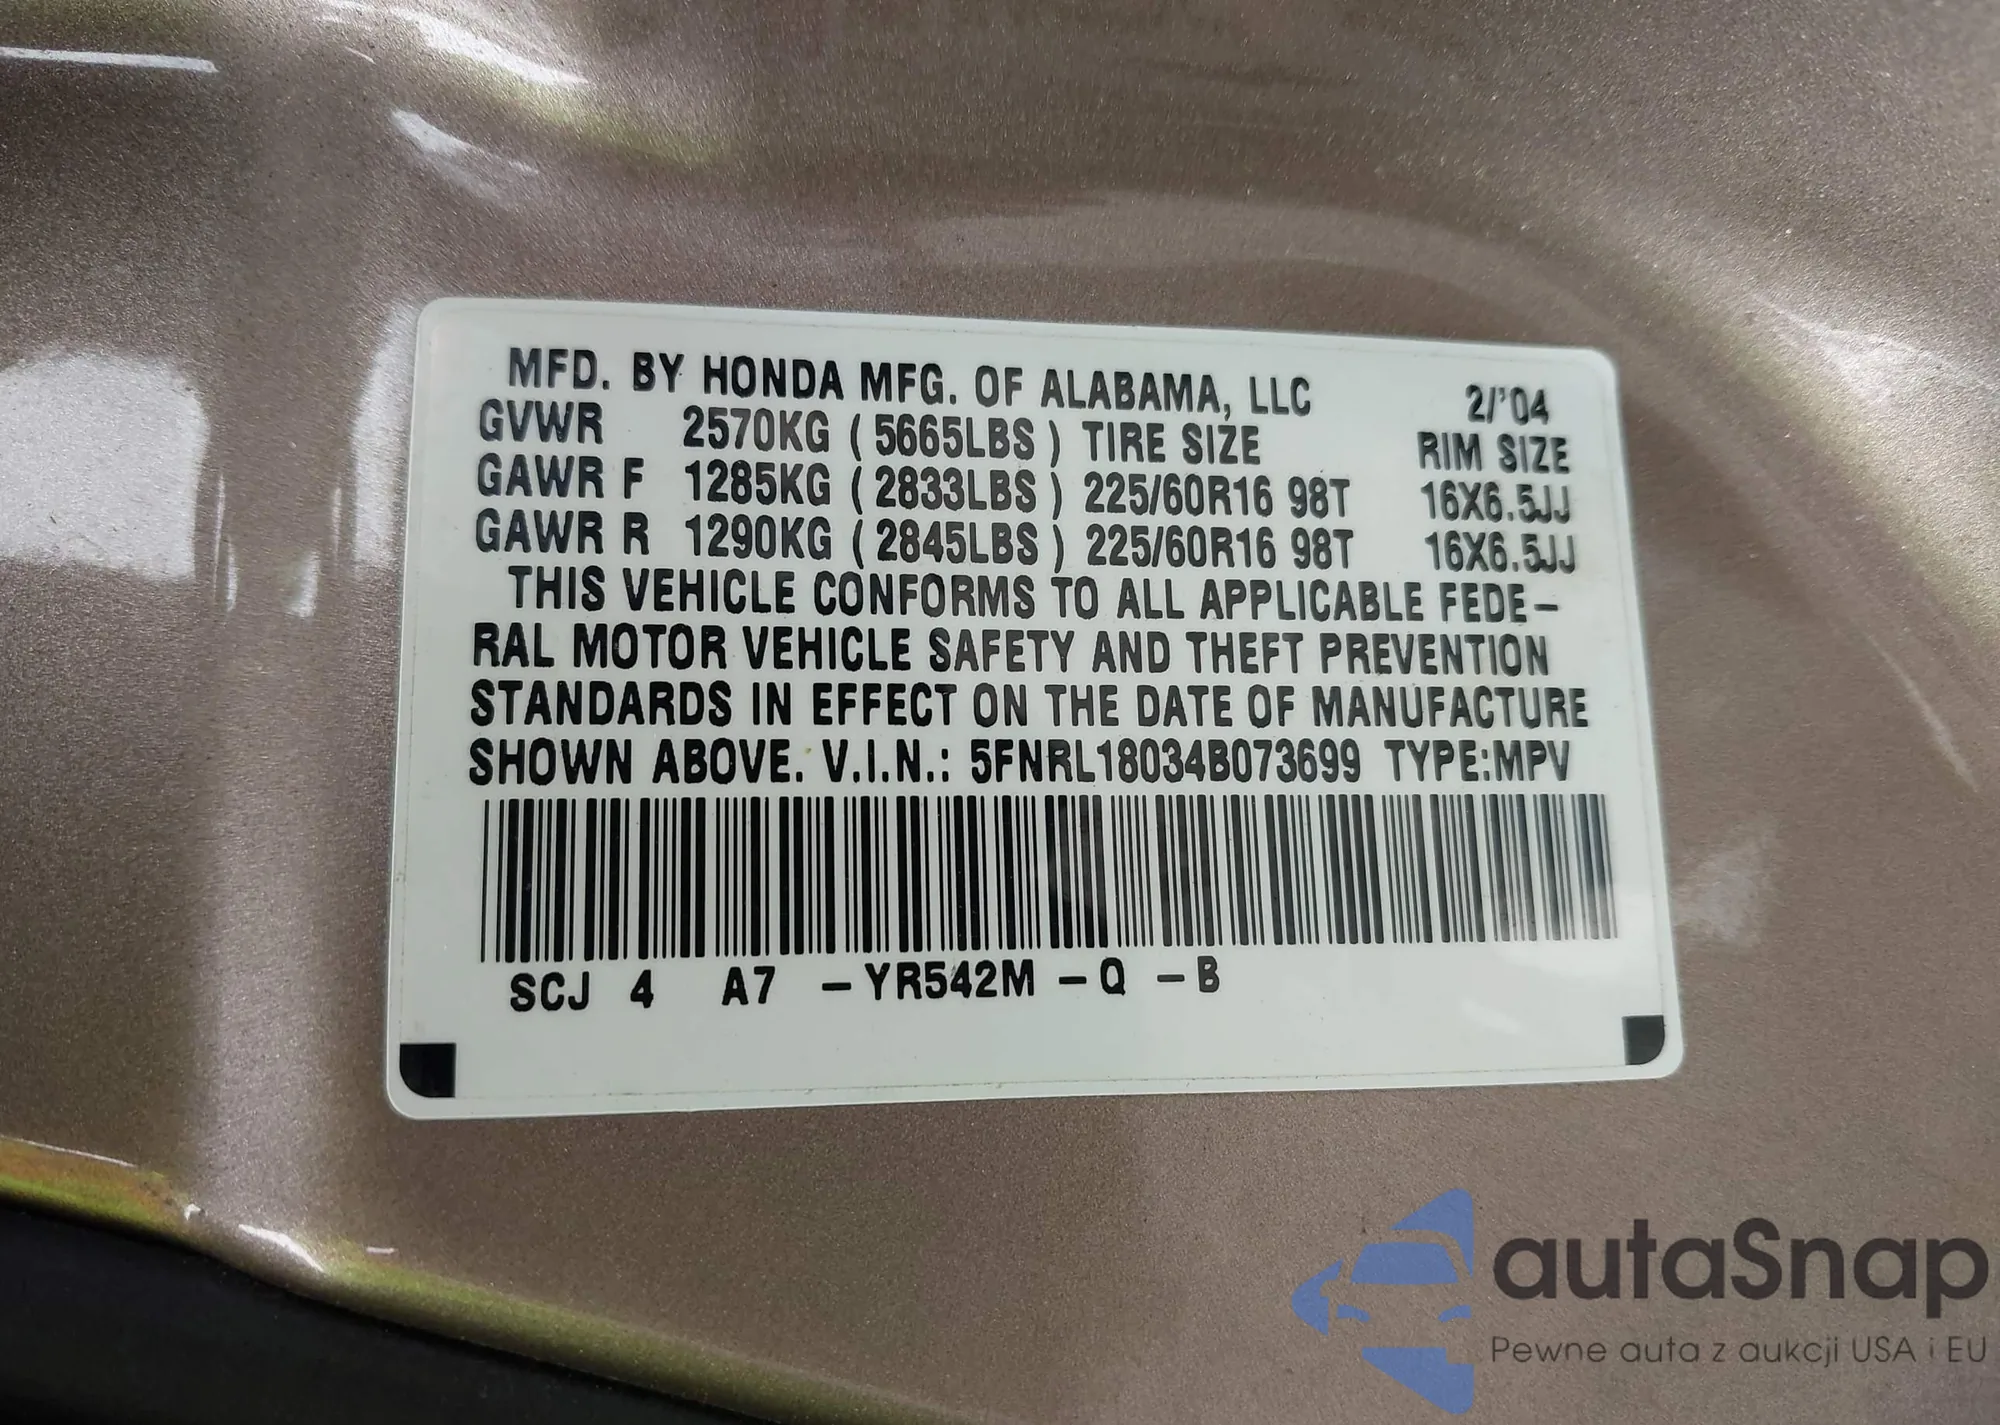 MFD. BY HONDA MFG. OF ALABAMA, LLC 2/'04
GVWR 2570KG ( 5665LBS ) TIRE SIZE RIM SIZE
GAWR F 1285KG ( 2833LBS ) 225/60R16 98T 16X6.5JJ
GAWR R 1290KG ( 2845LBS ) 225/60R16 98T 16X6.5JJ
THIS VEHICLE CONFORMS TO ALL APPLICABLE FEDE-
RAL MOTOR VEHICLE SAFETY AND THEFT PREVENTION
STANDARDS IN EFFECT ON THE DATE OF MANUFACTURE
SHOWN ABOVE. V.I.N.: 5FNRL18034B073699 TYPE:MPV
SCJ 4 A7 -YR542M -Q -B
autaSnap
Pewne auta z aukcji USA i EU